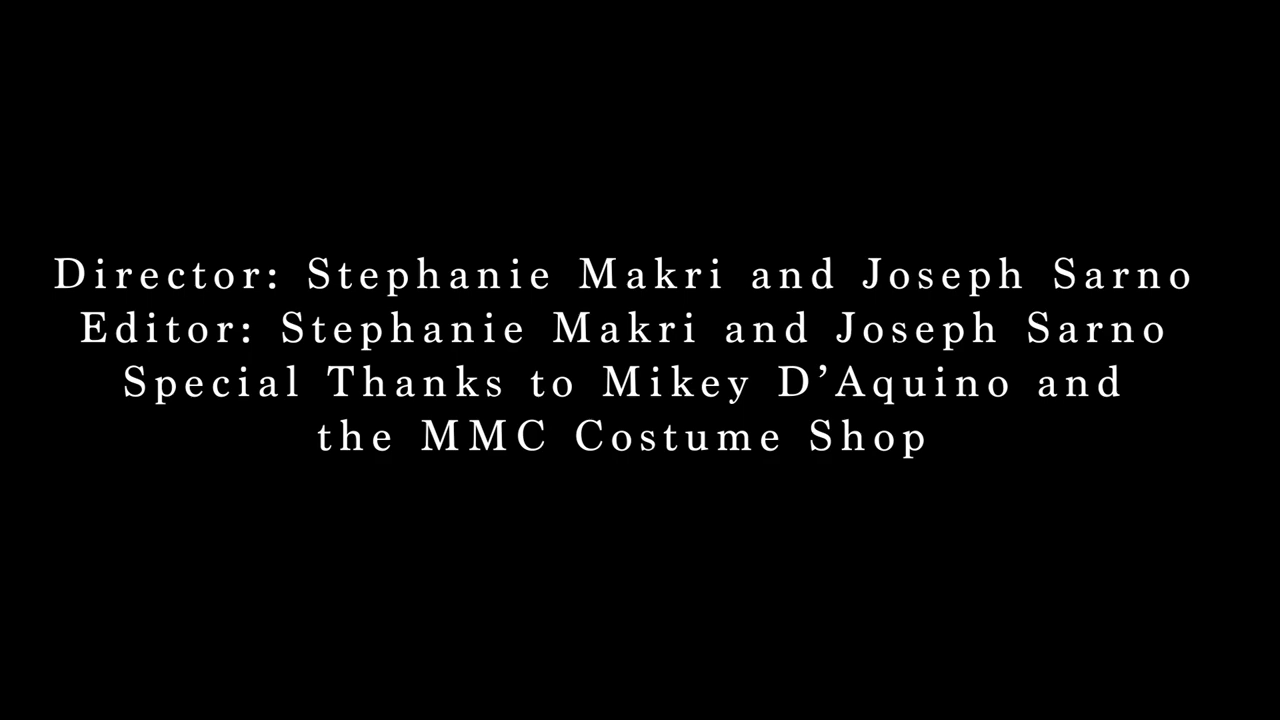 Director: Stephanie Makri and Joseph Sarno
Editor: Stephanie Makri and Joseph Sarno
Special Thanks to Mikey D’Aquino and
the MMC Costume Shop